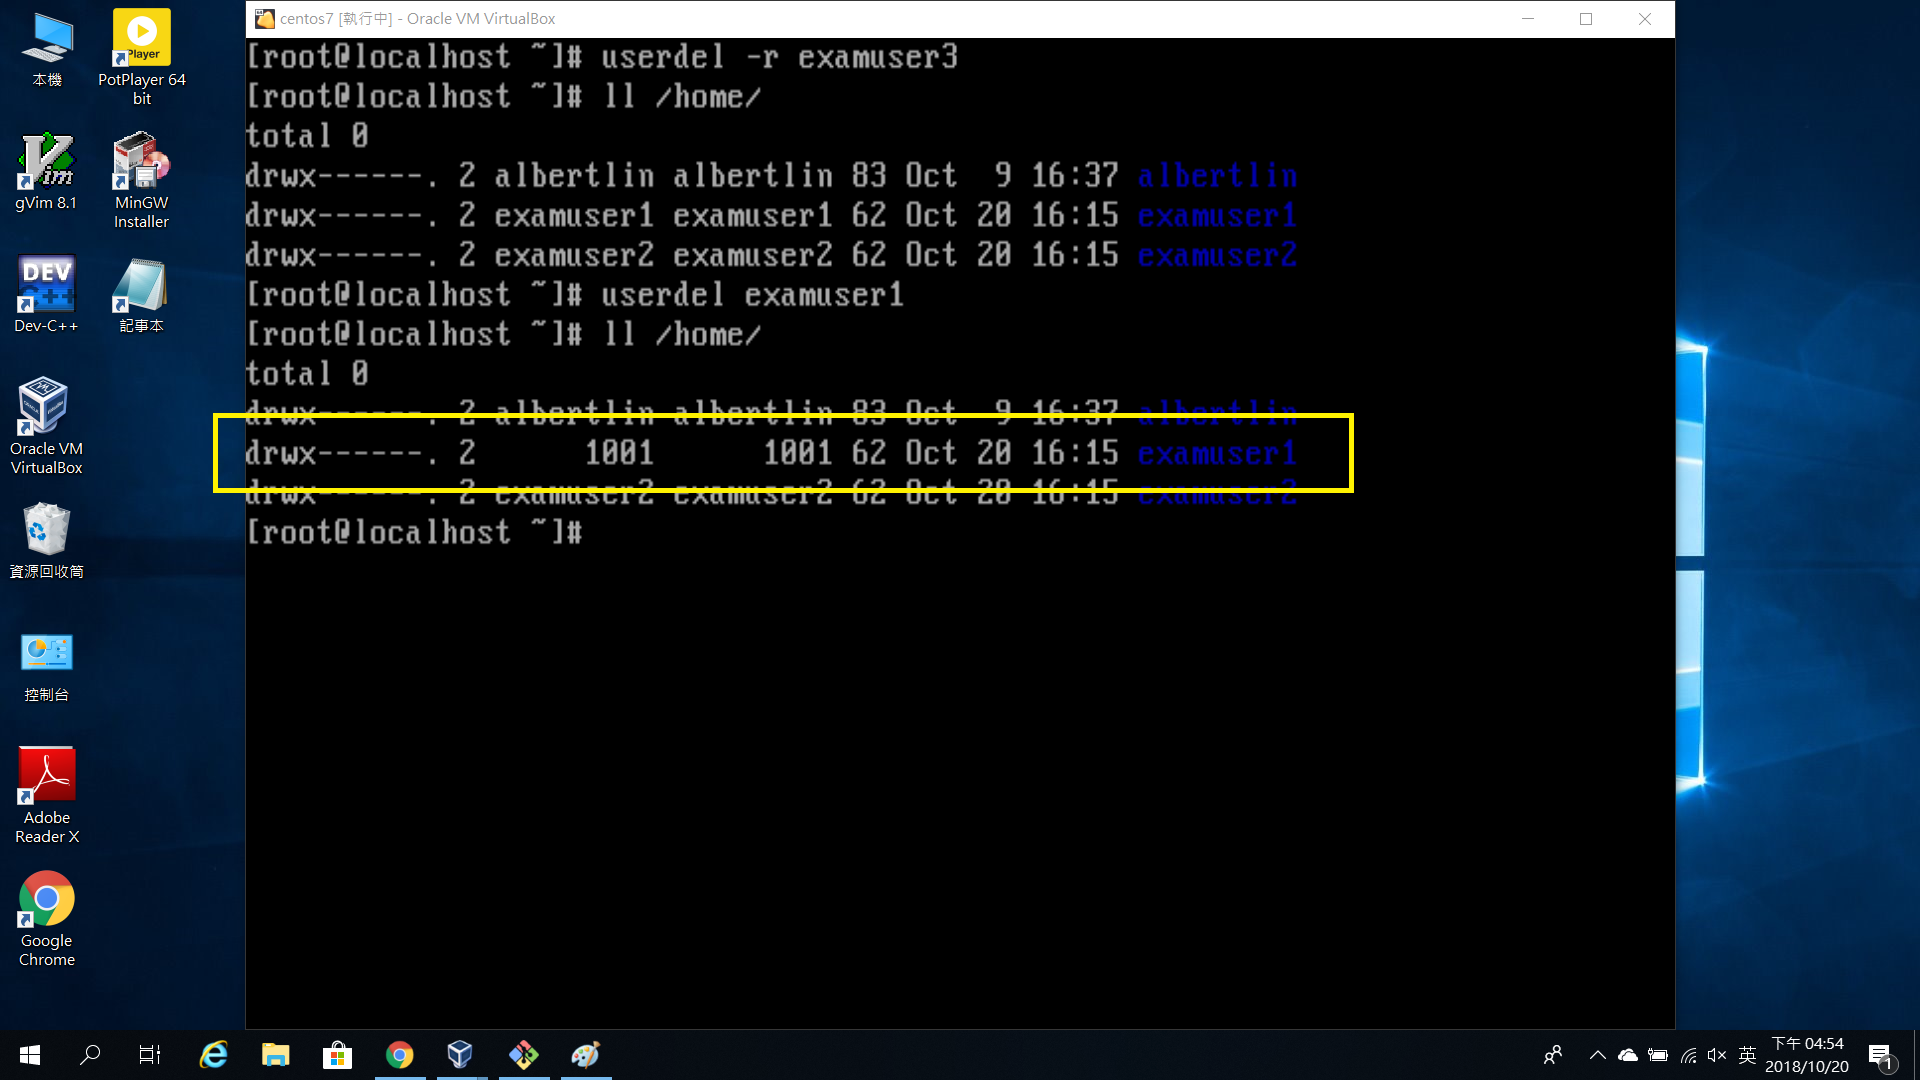 centos7 [執行中] - Oracle VM VirtualBox
[root@localhost ~]# userdel -r examuser3
[root@localhost ~]# ll /home/
total 0
drwx------. 2 albertlin albertlin 83 Oct  9 16:37 albertlin
drwx------. 2 examuser1 examuser1 62 Oct 20 16:15 examuser1
drwx------. 2 examuser2 examuser2 62 Oct 20 16:15 examuser2
[root@localhost ~]# userdel examuser1
[root@localhost ~]# ll /home/
total 0
drwx------. 2 albertlin albertlin 83 Oct  9 16:37 albertlin
drwx------. 2      1001      1001 62 Oct 20 16:15 examuser1
drwx------. 2 examuser2 examuser2 62 Oct 20 16:15 examuser2
[root@localhost ~]#
本機
Player
PotPlayer 64
bit
Vim
gVim 8.1
MinGW
Installer
DEV
C++
Dev-C++
記事本
Oracle VM
VirtualBox
資源回收筒
控制台
Adobe
Reader X
Google
Chrome
英
下午 04:54
2018/10/20
1